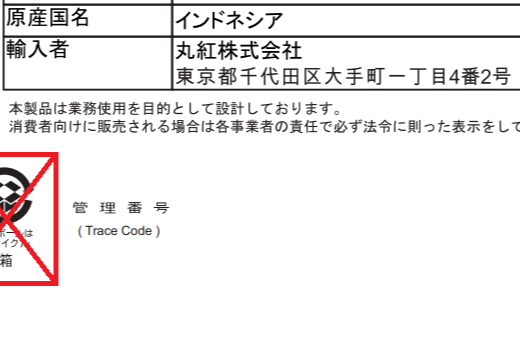 原産国名
インドネシア
輸入者
丸紅株式会社
東京都千代田区大手町一丁目4番2号
本製品は業務使用を目的として設計しております。
消費者向けに販売される場合は各事業者の責任で必ず法令に則った表示をして
管理番号
( Trace Code )
ボールは
イクル
箱